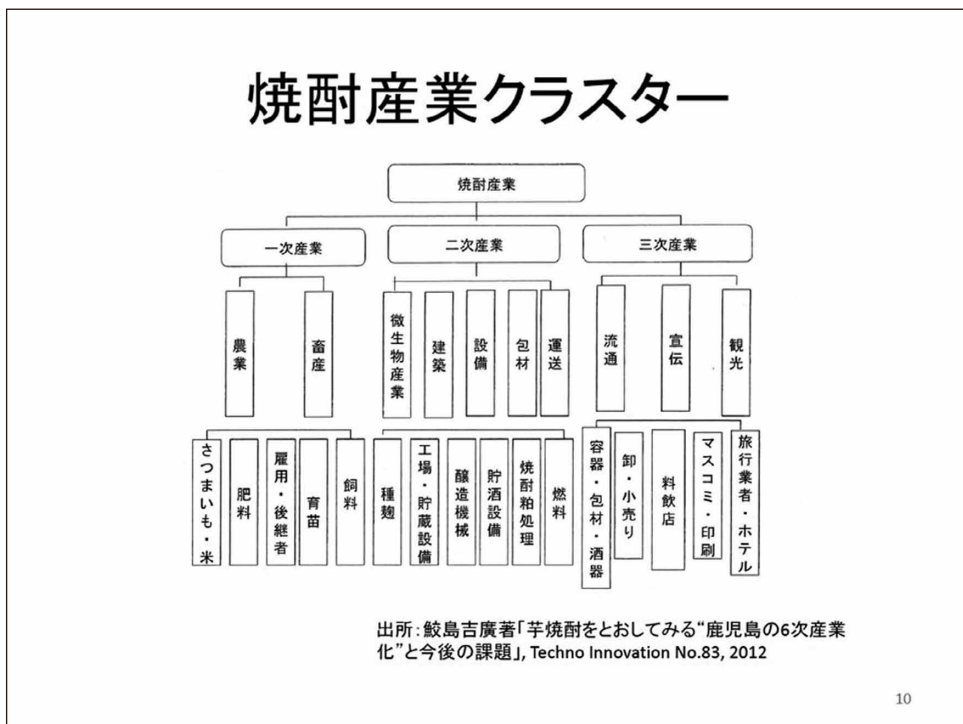 焼酎産業クラスター
焼酎産業
一次産業
二次産業
三次産業
農業
畜産
微生物産業
建築
設備
包材
運送
流通
宣伝
観光
さつまいも・米
肥料
雇用・後継者
育苗
飼料
種麹
工場・貯蔵設備
醸造機械
貯酒設備
焼酎粕処理
燃料
容器・包材・酒器
卸・小売り
料飲店
マスコミ・印刷
旅行業者・ホテル
出所：鮫島吉廣著「芋焼酎をとおしてみる“鹿児島の6次産業
化”と今後の課題」, Techno Innovation No.83, 2012
10